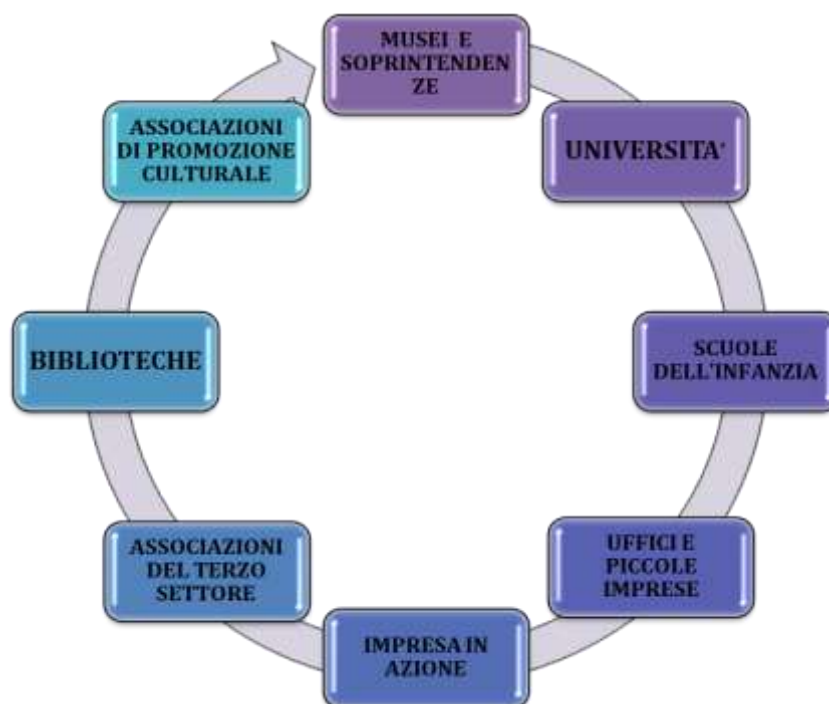 MUSEI E
SOPRINTENDEN
ZE
UNIVERSITA'
SCUOLE
DELL'INFANZIA
UFFICI E
PICCOLE
IMPRESE
IMPRESA IN
AZIONE
ASSOCIAZIONI
DEL TERZO
SETTORE
BIBLIOTECHE
ASSOCIAZIONI
DI PROMOZIONE
CULTURALE